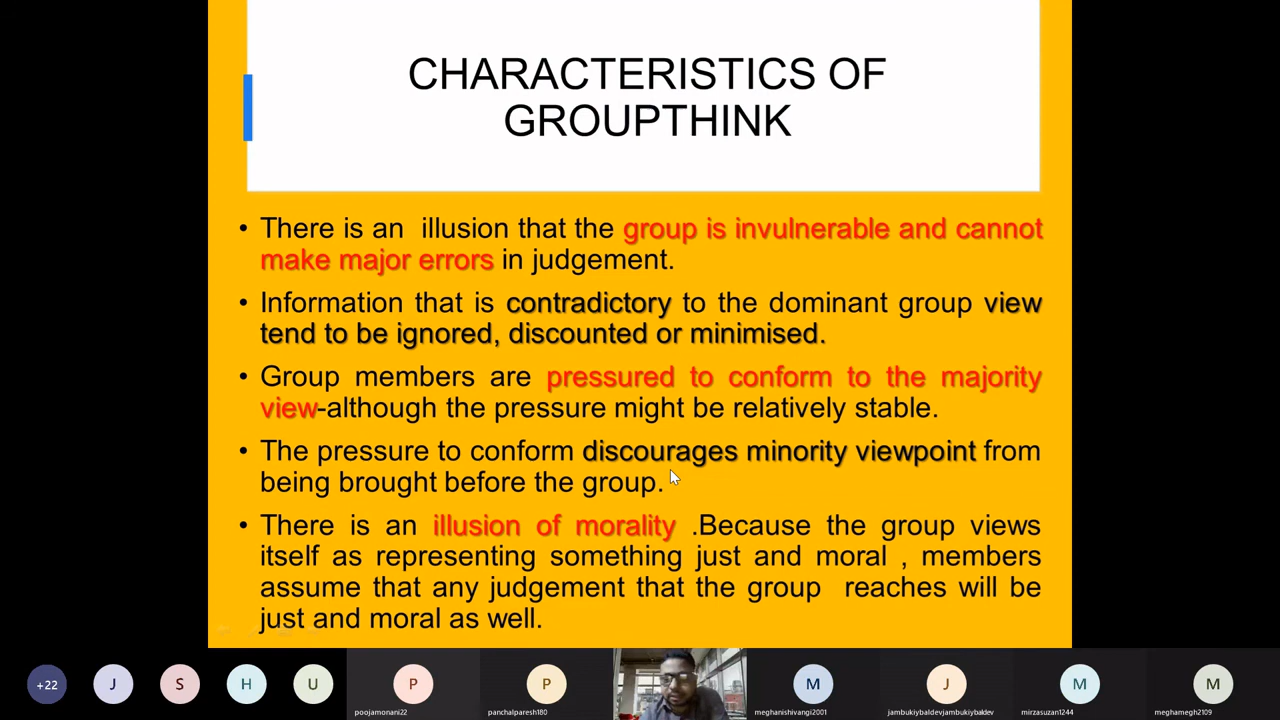 CHARACTERISTICS OF
GROUPTHINK
• There is an illusion that the group is invulnerable and cannot
make major errors in judgement.
• Information that is contradictory to the dominant group view
tend to be ignored, discounted or minimised.
• Group members are pressured to conform to the majority
view-although the pressure might be relatively stable.
• The pressure to conform discourages minority viewpoint from
being brought before the group.
• There is an illusion of morality .Because the group views
itself as representing something just and moral , members
assume that any judgement that the group reaches will be
just and moral as well.
+22 J S H U P P M J M M
poojamonani22 panchalparesh180 meghanishivangi2001 jambukiybaldevjambukiybaldev mirzasuzan1244 meghamegh2109